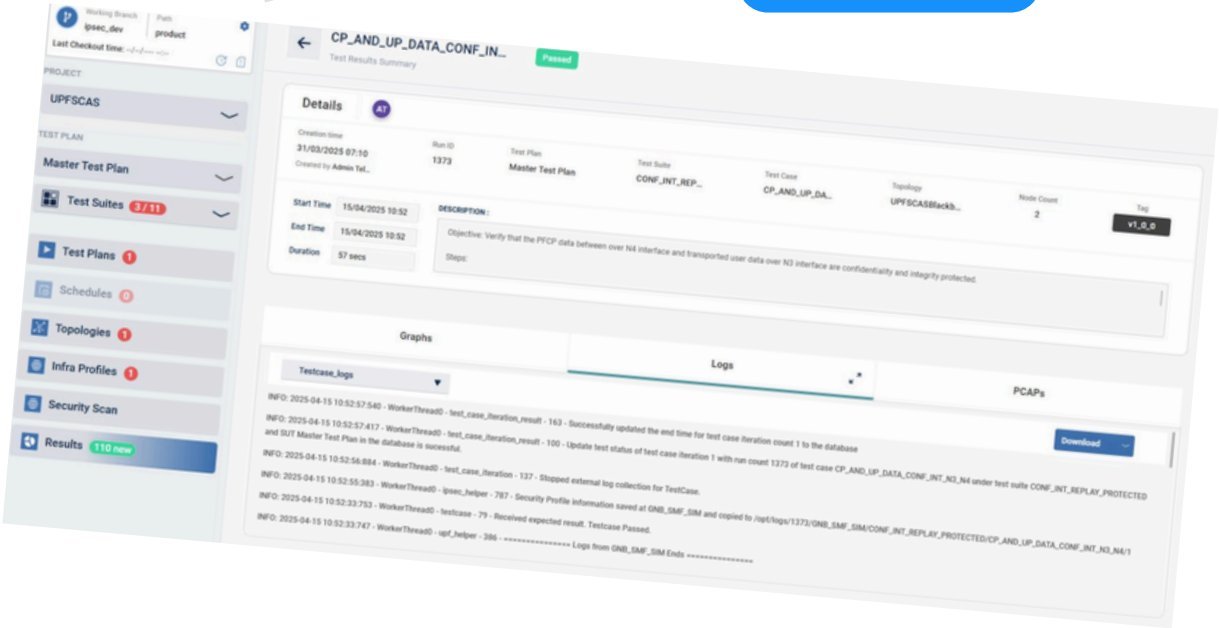 Working Branch
ipsec_dev
Path
product
Last Checkout time: --/--/---- --:--
PROJECT
UPFSCAS
TEST PLAN
Master Test Plan
Test Suites 3 / 11
Test Plans 1
Schedules 0
Topologies 1
Infra Profiles 1
Security Scan
Results 110 new
CP_AND_UP_DATA_CONF_IN...
Passed
Test Results Summary
Details
AT
Creation time
31/03/2025 07:10
Created by Admin Tel...
Run ID
1373
Test Plan
Master Test Plan
Test Suite
CONF_INT_REP...
Test Case
CP_AND_UP_DA...
Topology
UPFSCASBlackb...
Node Count
2
Tag
v1_0_0
Start Time 15/04/2025 10:52
End Time 15/04/2025 10:52
Duration 57 secs
DESCRIPTION :
Objective: Verify that the PFCP data between over N4 interface and transported user data over N3 interface are confidentiality and integrity protected.
Steps:
Graphs
Logs
PCAPs
Testcase_logs
Download
INFO: 2025-04-15 10:52:57:540 - WorkerThread0 - test_case_iteration_result - 163 - Successfully updated the end time for test case iteration count 1 to the database
INFO: 2025-04-15 10:52:57:417 - WorkerThread0 - test_case_iteration_result - 100 - Update test status of test case iteration 1 with run count 1373 of test case CP_AND_UP_DATA_CONF_INT_N3_N4 under test suite CONF_INT_REPLAY_PROTECTED
and SUT Master Test Plan in the database is sucessful.
INFO: 2025-04-15 10:52:56:884 - WorkerThread0 - test_case_iteration - 137 - Stopped external log collection for TestCase.
INFO: 2025-04-15 10:52:55:383 - WorkerThread0 - ipsec_helper - 787 - Security Profile information saved at GNB_SMF_SIM and copied to /opt/logs/1373/GNB_SMF_SIM/CONF_INT_REPLAY_PROTECTED/CP_AND_UP_DATA_CONF_INT_N3_N4/1
INFO: 2025-04-15 10:52:33:753 - WorkerThread0 - testcase - 79 - Received expected result. Testcase Passed.
INFO: 2025-04-15 10:52:33:747 - WorkerThread0 - upf_helper - 386 - =============== Logs from GNB_SMF_SIM Ends ===============